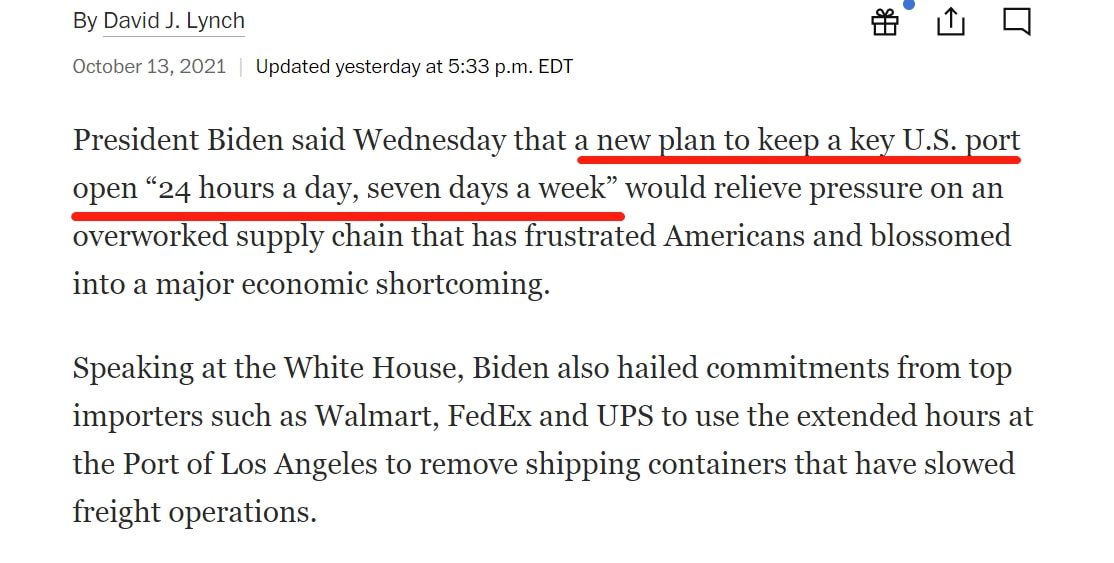 By David J. Lynch
October 13, 2021 | Updated yesterday at 5:33 p.m. EDT
President Biden said Wednesday that a new plan to keep a key U.S. port
open “24 hours a day, seven days a week” would relieve pressure on an
overworked supply chain that has frustrated Americans and blossomed
into a major economic shortcoming.
Speaking at the White House, Biden also hailed commitments from top
importers such as Walmart, FedEx and UPS to use the extended hours at
the Port of Los Angeles to remove shipping containers that have slowed
freight operations.